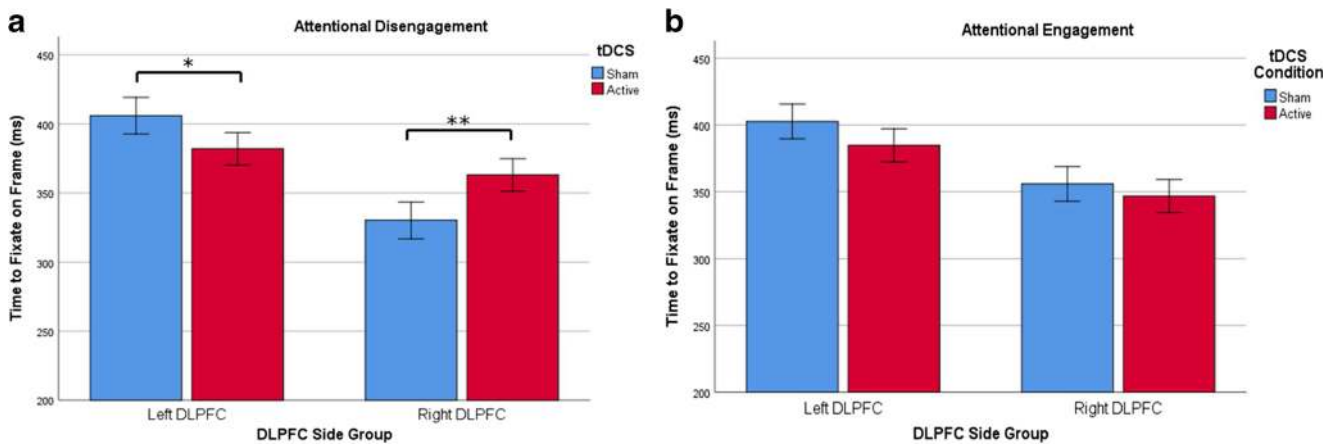 a
Attentional Disengagement
tDCS
Sham
Active
Time to Fixate on Frame (ms)
450
400
350
300
250
200
*
**
Left DLPFC
Right DLPFC
DLPFC Side Group
b
Attentional Engagement
tDCS
Condition
Sham
Active
Time to Fixate on Frame (ms)
450
400
350
300
250
200
Left DLPFC
Right DLPFC
DLPFC Side Group